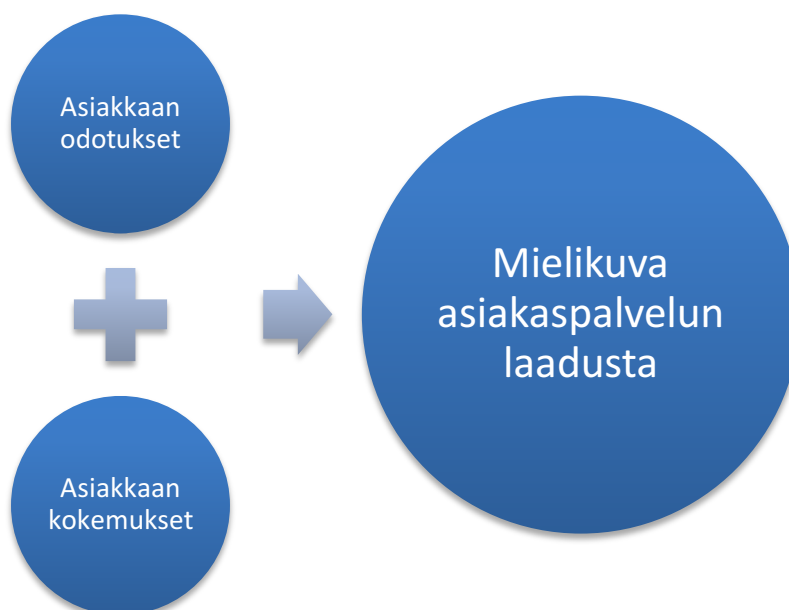 Asiakkaan
odotukset
Asiakkaan
kokemukset
Mielikuva
asiakaspalvelun
laadusta